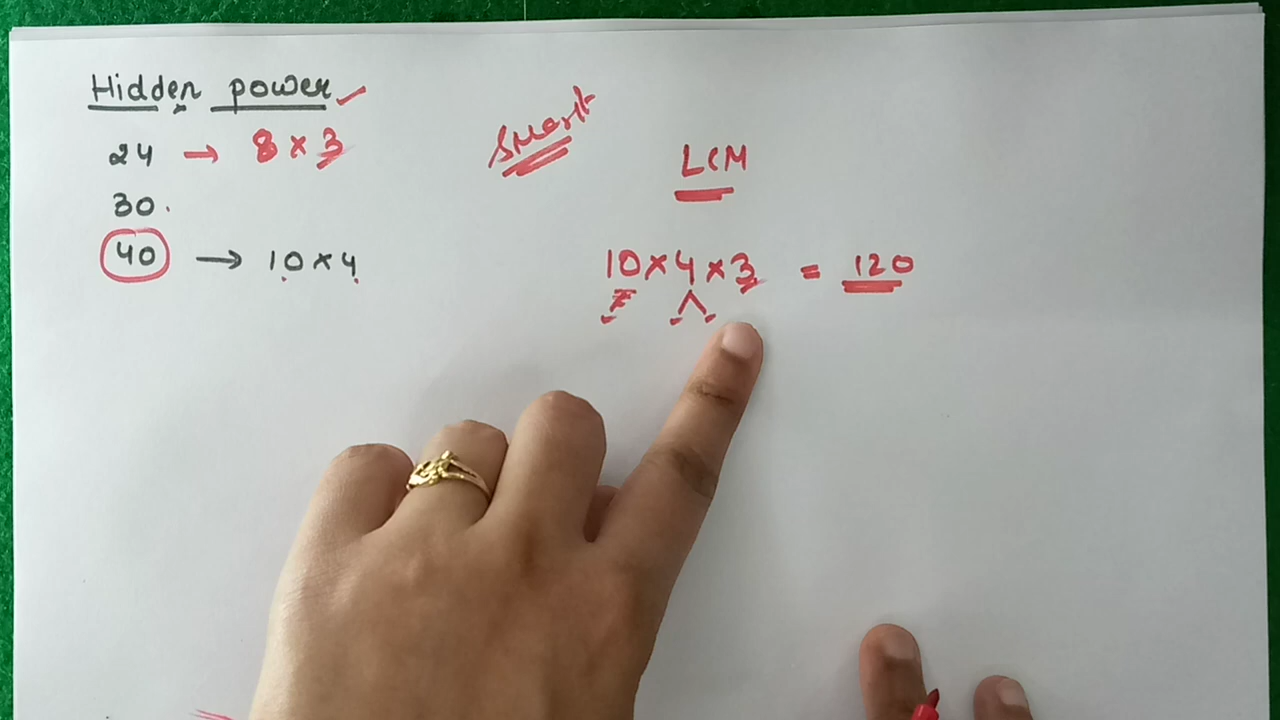 Hidden power
24 → 8 × 3
30
40 → 10 × 4
Smart
LCM
10 × 4 × 3 = 120